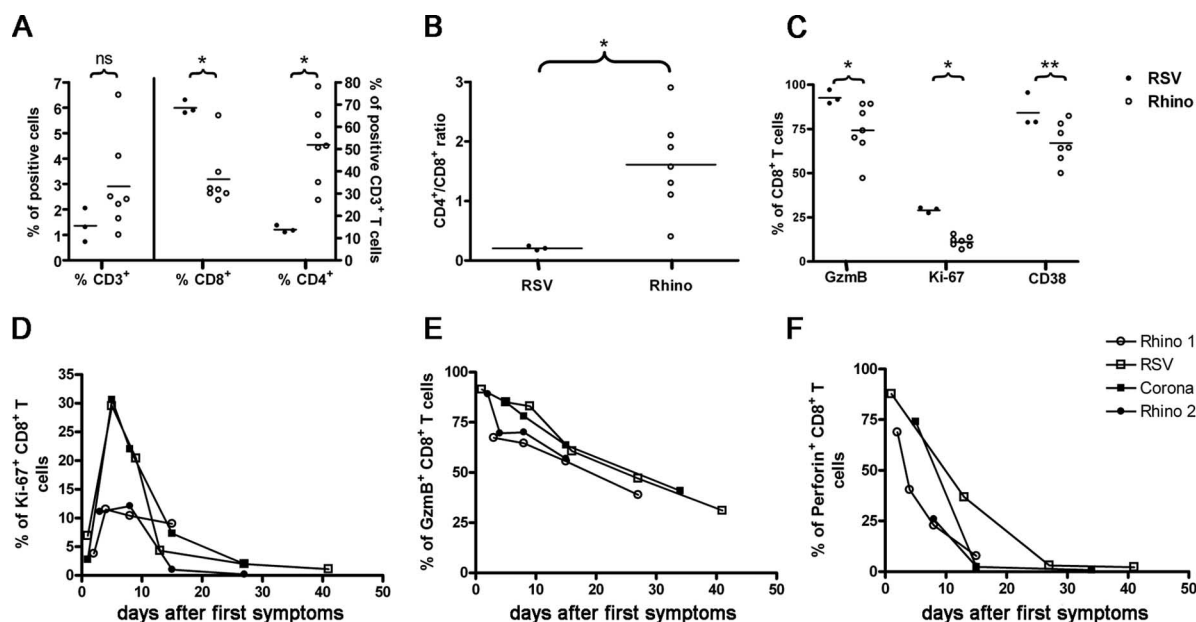 A
ns
*
*
% of positive cells
7
6
5
4
3
2
1
0
80
70
60
50
40
30
20
10
0
% of positive CD3+ T cells
% CD3+
% CD8+
% CD4+
B
*
CD4+/CD8+ ratio
3
2
1
0
RSV
Rhino
C
*
*
**
% of CD8+ T cells
100
75
50
25
0
GzmB
Ki-67
CD38
RSV
Rhino
D
% of Ki-67+ CD8+ T
cells
35
30
25
20
15
10
5
0
0 10 20 30 40 50
days after first symptoms
E
% of GzmB+ CD8+ T cells
100
75
50
25
0
0 10 20 30 40 50
days after first symptoms
F
% of Perforin+ CD8+ T
cells
100
75
50
25
0
0 10 20 30 40 50
days after first symptoms
Rhino 1
RSV
Corona
Rhino 2